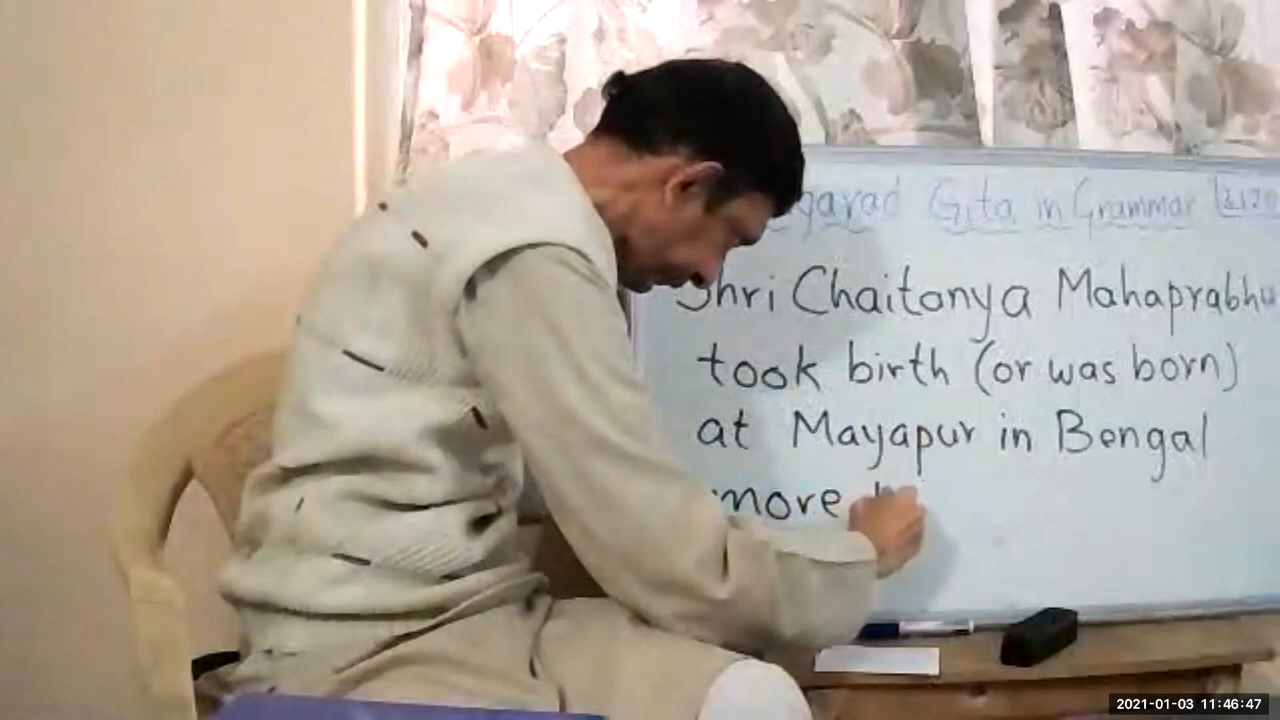 Gita in Grammar
Shri Chaitanya Mahaprabhu
took birth (or was born)
at Mayapur in Bengal
more
2021-01-03 11:46:47